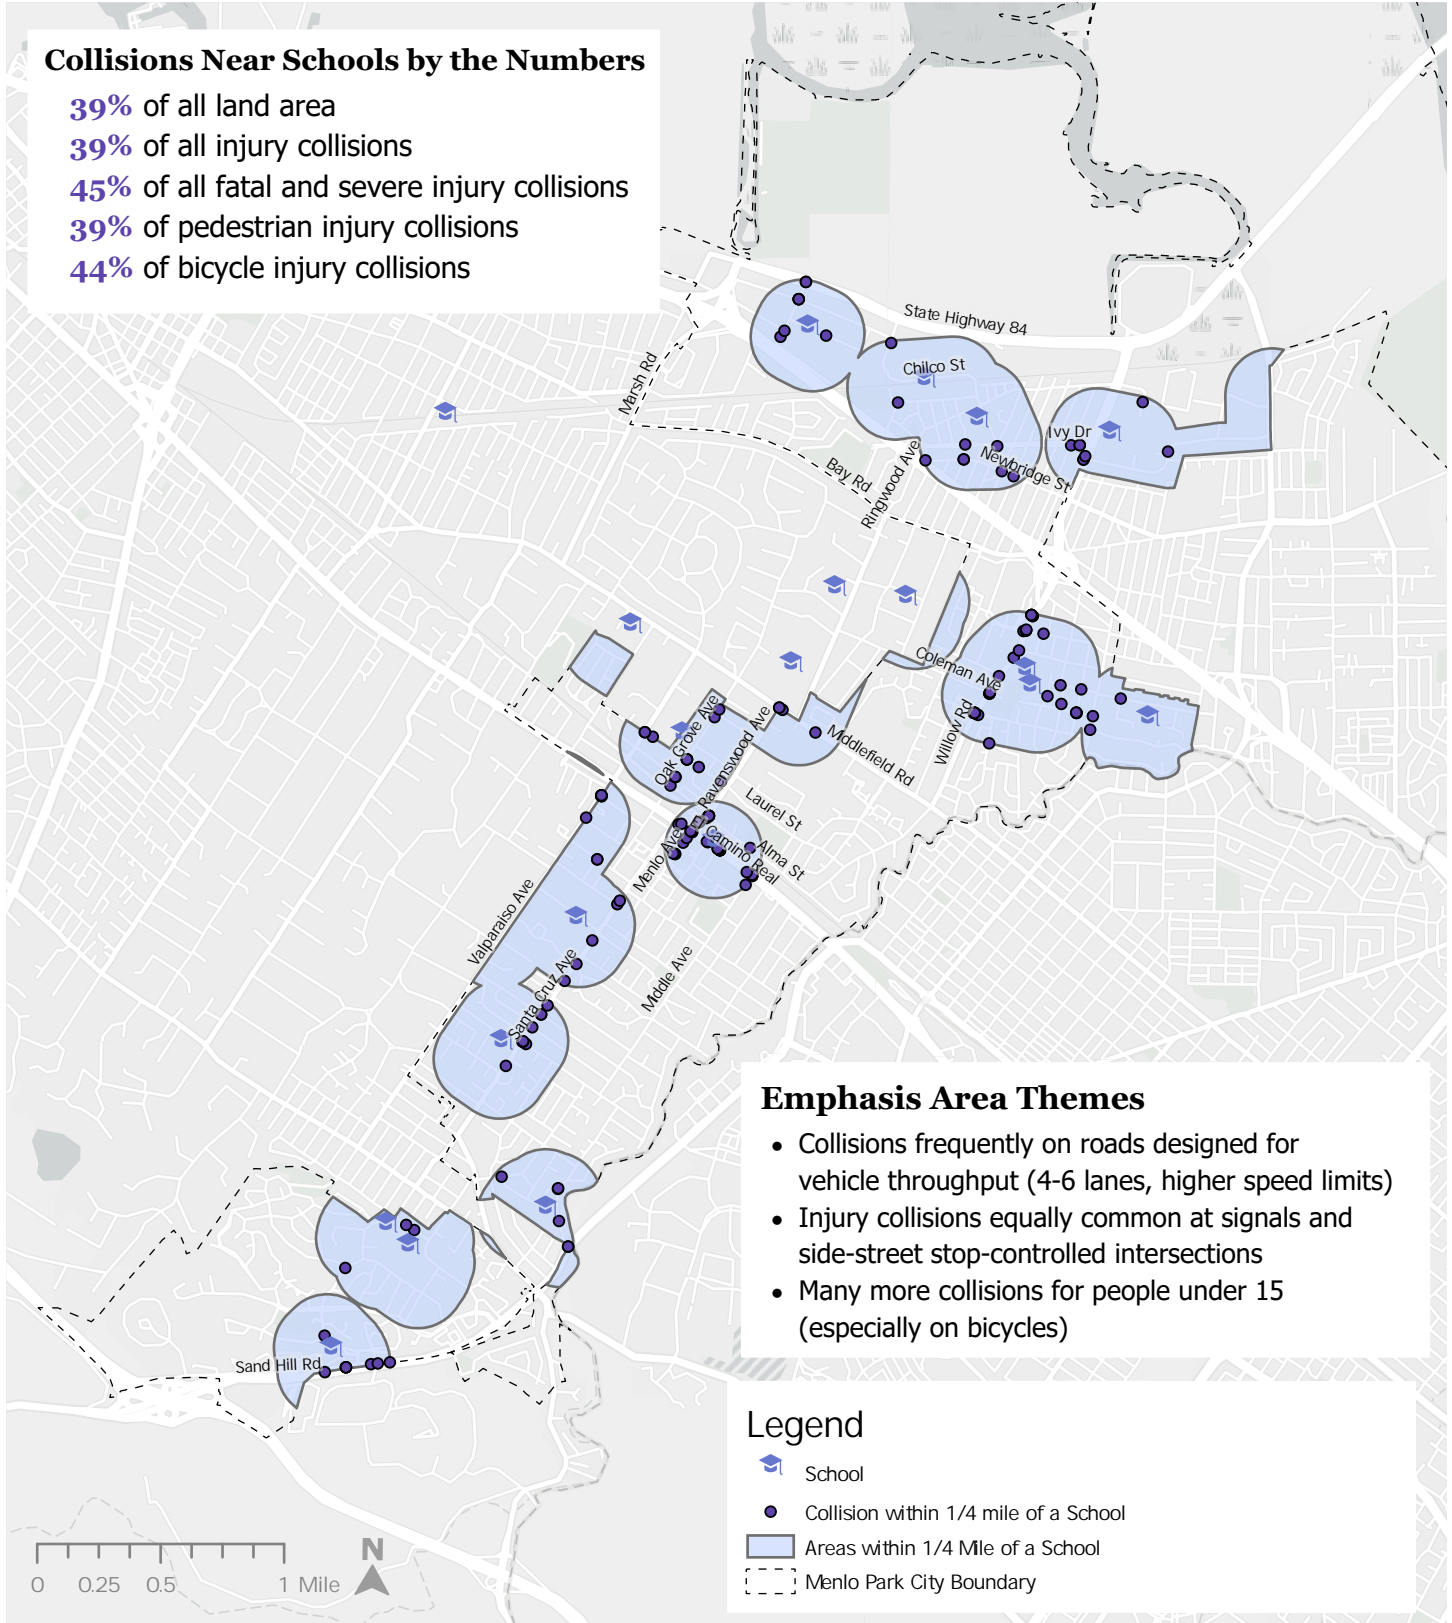 Collisions Near Schools by the Numbers
39% of all land area
39% of all injury collisions
45% of all fatal and severe injury collisions
39% of pedestrian injury collisions
44% of bicycle injury collisions
State Highway 84
Marsh Rd
Chilco St
Ivy Dr
Newbridge St
Bay Rd
Ringwood Ave
Coleman Ave
Willow Rd
Oak Grove Ave
Ravenswood Ave
Middlefield Rd
Laurel St
Menlo Ave
Camino Real
Alma St
Valparaiso Ave
Middle Ave
Santa Cruz Ave
Sand Hill Rd
Emphasis Area Themes
• Collisions frequently on roads designed for
vehicle throughput (4-6 lanes, higher speed limits)
• Injury collisions equally common at signals and
side-street stop-controlled intersections
• Many more collisions for people under 15
(especially on bicycles)
Legend
School
Collision within 1/4 mile of a School
Areas within 1/4 Mile of a School
Menlo Park City Boundary
0 0.25 0.5 1 Mile
N